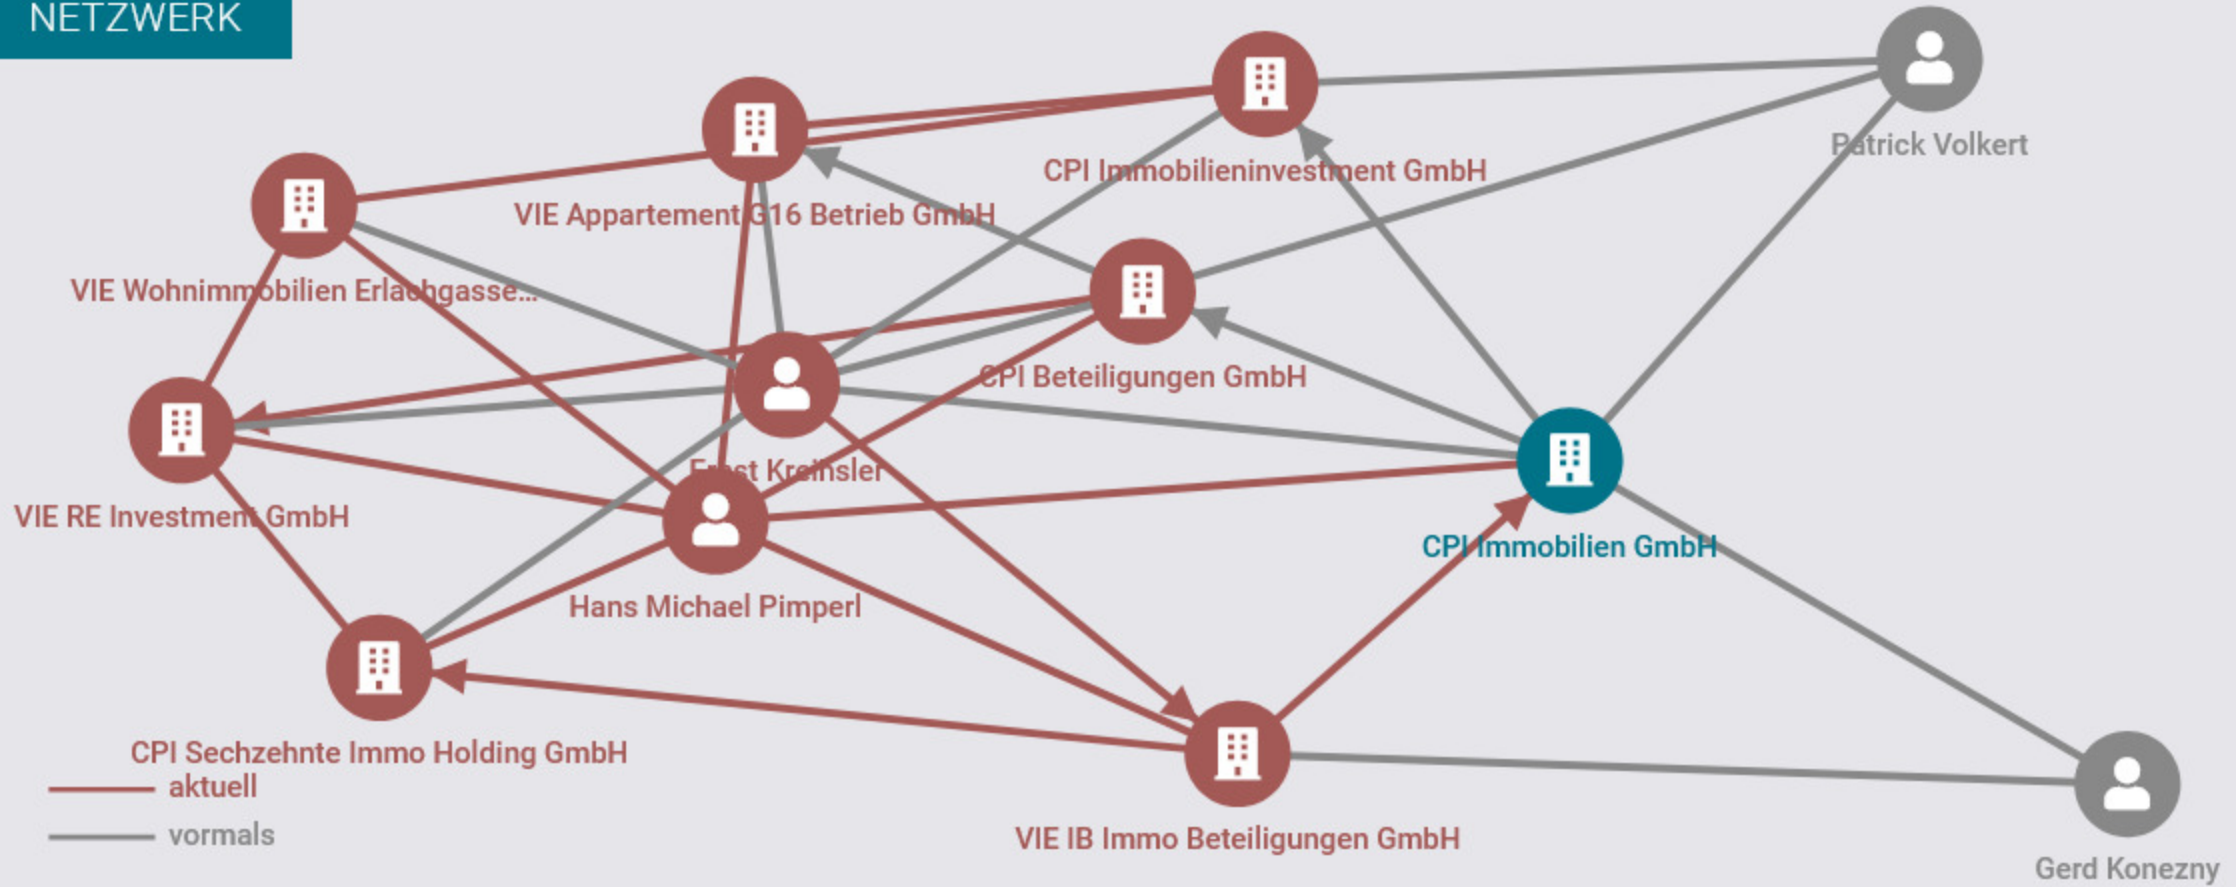 NETZWERK
Patrick Volkert
CPI Immobilieninvestment GmbH
VIE Appartement G16 Betrieb GmbH
VIE Wohnimmobilien Erlachgasse...
CPI Beteiligungen GmbH
Ernst Kreihsler
VIE RE Investment GmbH
CPI Immobilien GmbH
Hans Michael Pimperl
CPI Sechzehnte Immo Holding GmbH
aktuell
vormals
VIE IB Immo Beteiligungen GmbH
Gerd Konezny